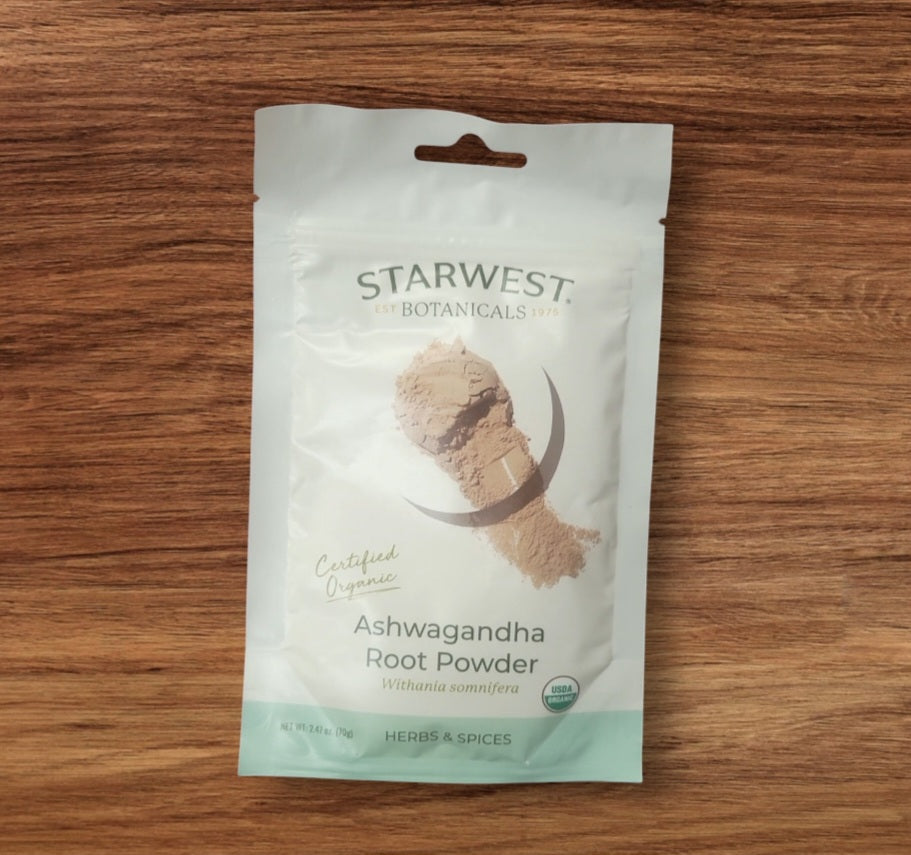 STARWEST
EST BOTANICALS 1975
Certified
Organic
Ashwagandha
Root Powder
Withania somnifera
USDA
ORGANIC
NET WT. 2.47 oz. (70g)
HERBS & SPICES